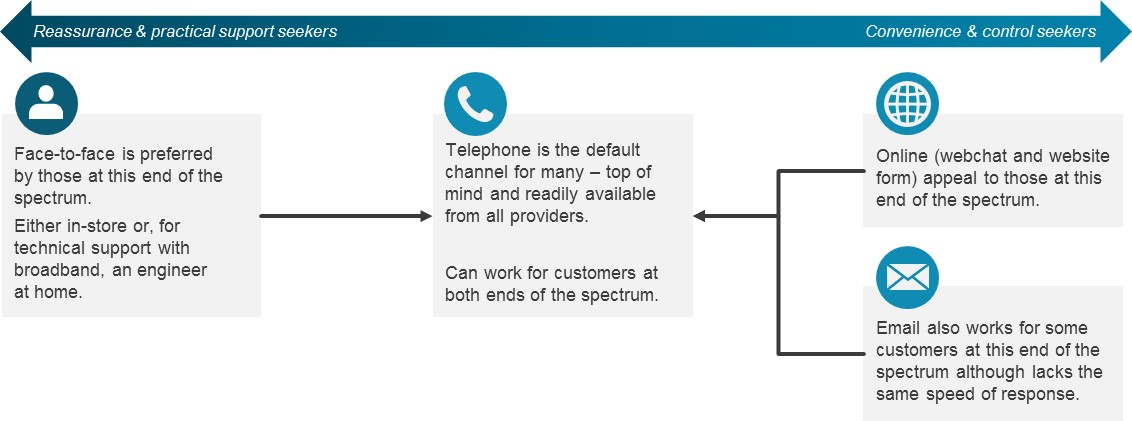 Reassurance & practical support seekers
Convenience & control seekers
Face-to-face is preferred
by those at this end of the
spectrum.
Either in-store or, for
technical support with
broadband, an engineer
at home.
Telephone is the default
channel for many – top of
mind and readily available
from all providers.
Can work for customers at
both ends of the spectrum.
Online (webchat and website
form) appeal to those at this
end of the spectrum.
Email also works for some
customers at this end of the
spectrum although lacks the
same speed of response.